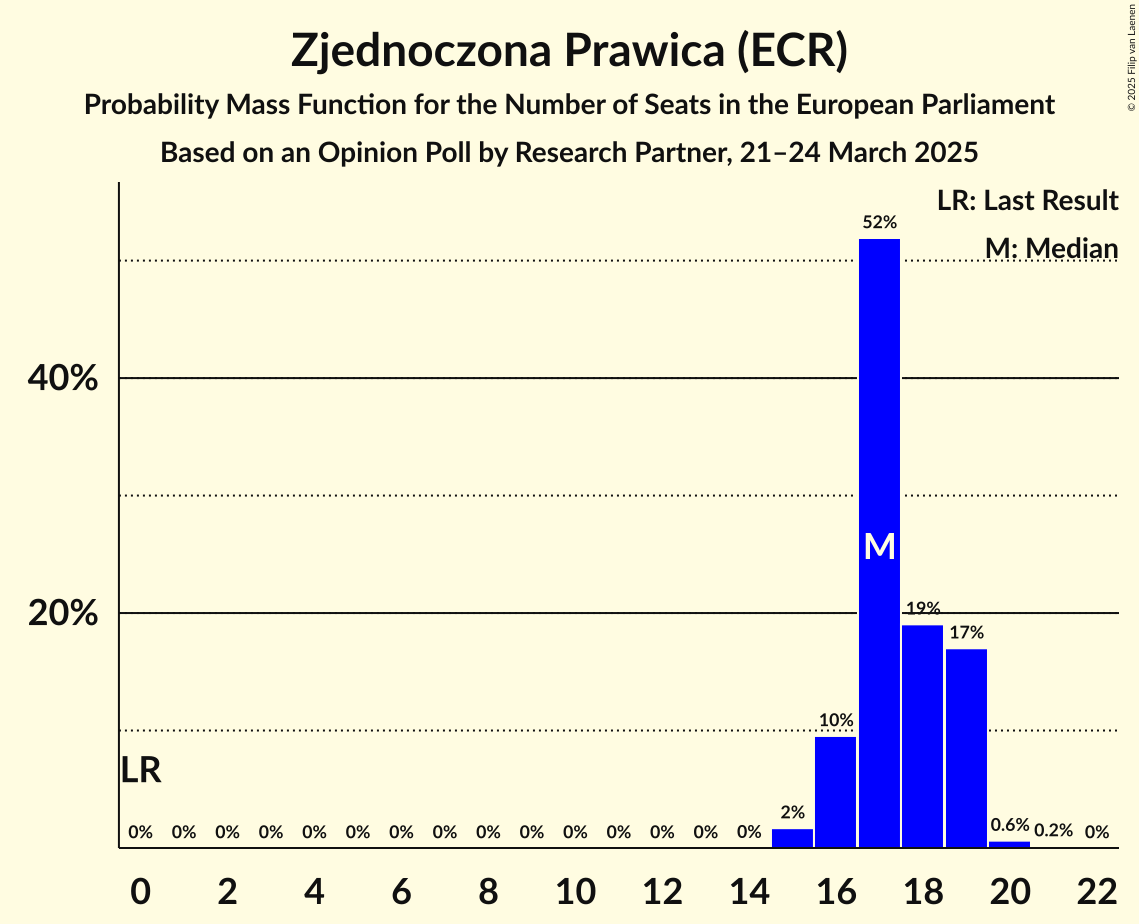 Zjednoczona Prawica (ECR)
Probability Mass Function for the Number of Seats in the European Parliament
Based on an Opinion Poll by Research Partner, 21–24 March 2025
© 2025 Filip van Laenen
LR: Last Result
M: Median
52%
40%
M
20%
19%
17%
10%
LR
0% 0% 0% 0% 0% 0% 0% 0% 0% 0% 0% 0% 0% 0% 0% 2% 0.6% 0.2% 0%
0 2 4 6 8 10 12 14 16 18 20 22